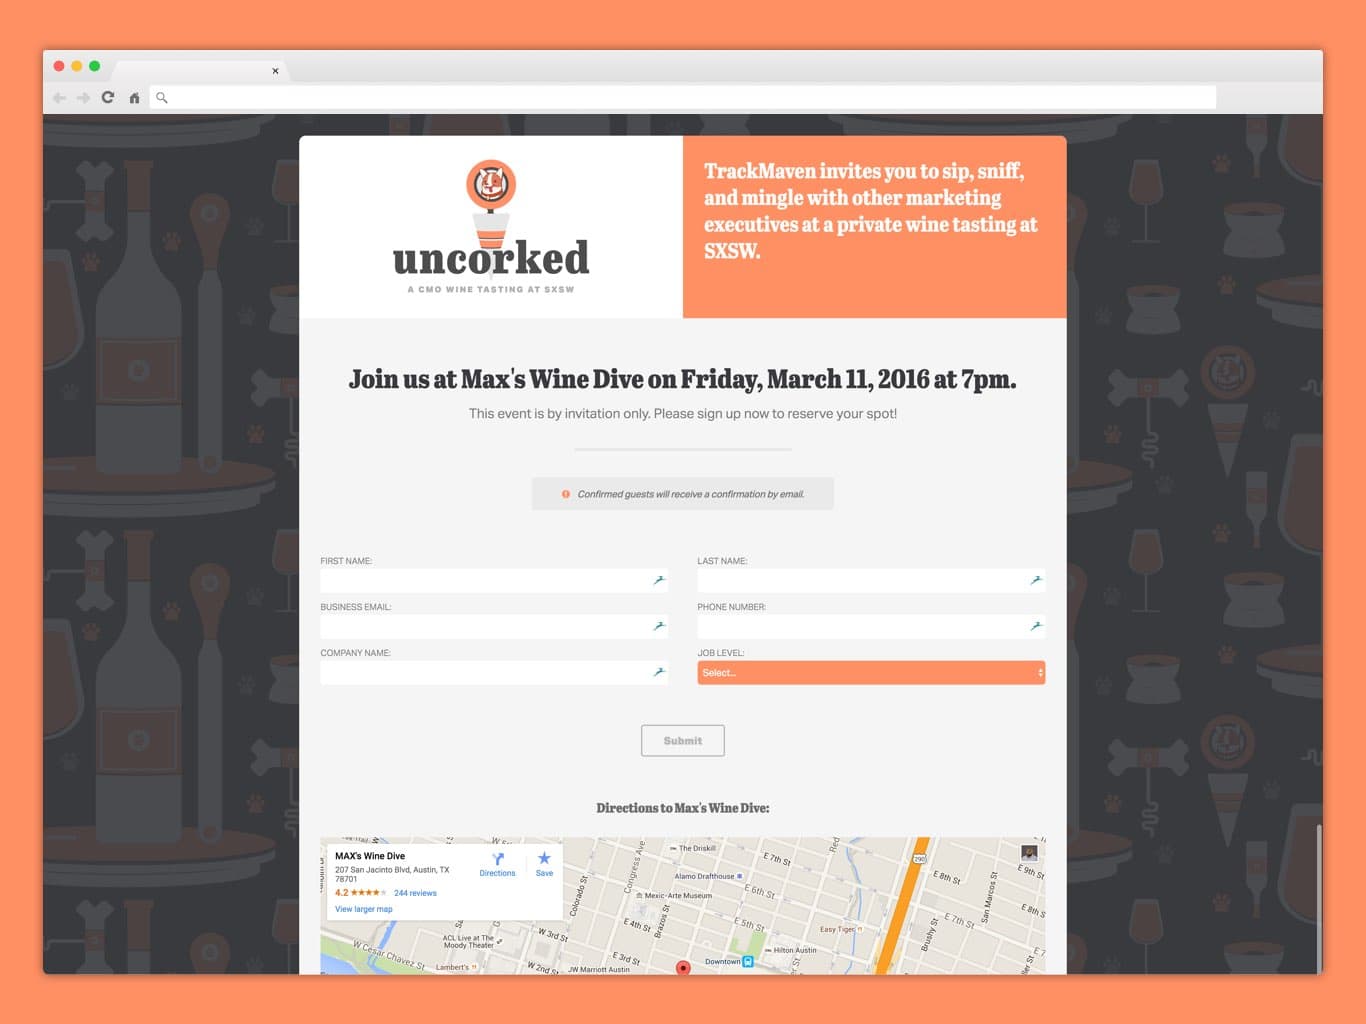 uncorked
A CMO WINE TASTING AT SXSW
TrackMaven invites you to sip, sniff,
and mingle with other marketing
executives at a private wine tasting at
SXSW.
Join us at Max's Wine Dive on Friday, March 11, 2016 at 7pm.
This event is by invitation only. Please sign up now to reserve your spot!
Confirmed guests will receive a confirmation by email.
FIRST NAME:
LAST NAME:
BUSINESS EMAIL:
PHONE NUMBER:
COMPANY NAME:
JOB LEVEL:
Select...
Submit
Directions to Max's Wine Dive:
MAX's Wine Dive
207 San Jacinto Blvd, Austin, TX
78701
4.2
244 reviews
View larger map
Directions
Save
The Driskill
E 7th St
Alamo Drafthouse
Congress Ave
Colorado St
E 6th St
Mexic-Arte Museum
Brazos St
E 4th St
E 5th St
W 3rd St
E 3rd St
ACL Live at The
Moody Theater
W Cesar Chavez St
Lambert's
W 2nd St
JW Marriott Austin
Downtown
Hilton Austin
Easy Tiger
290
E 8th St
E 9th St
San Marcos St
E 7th St
E 8th St
Brushy St